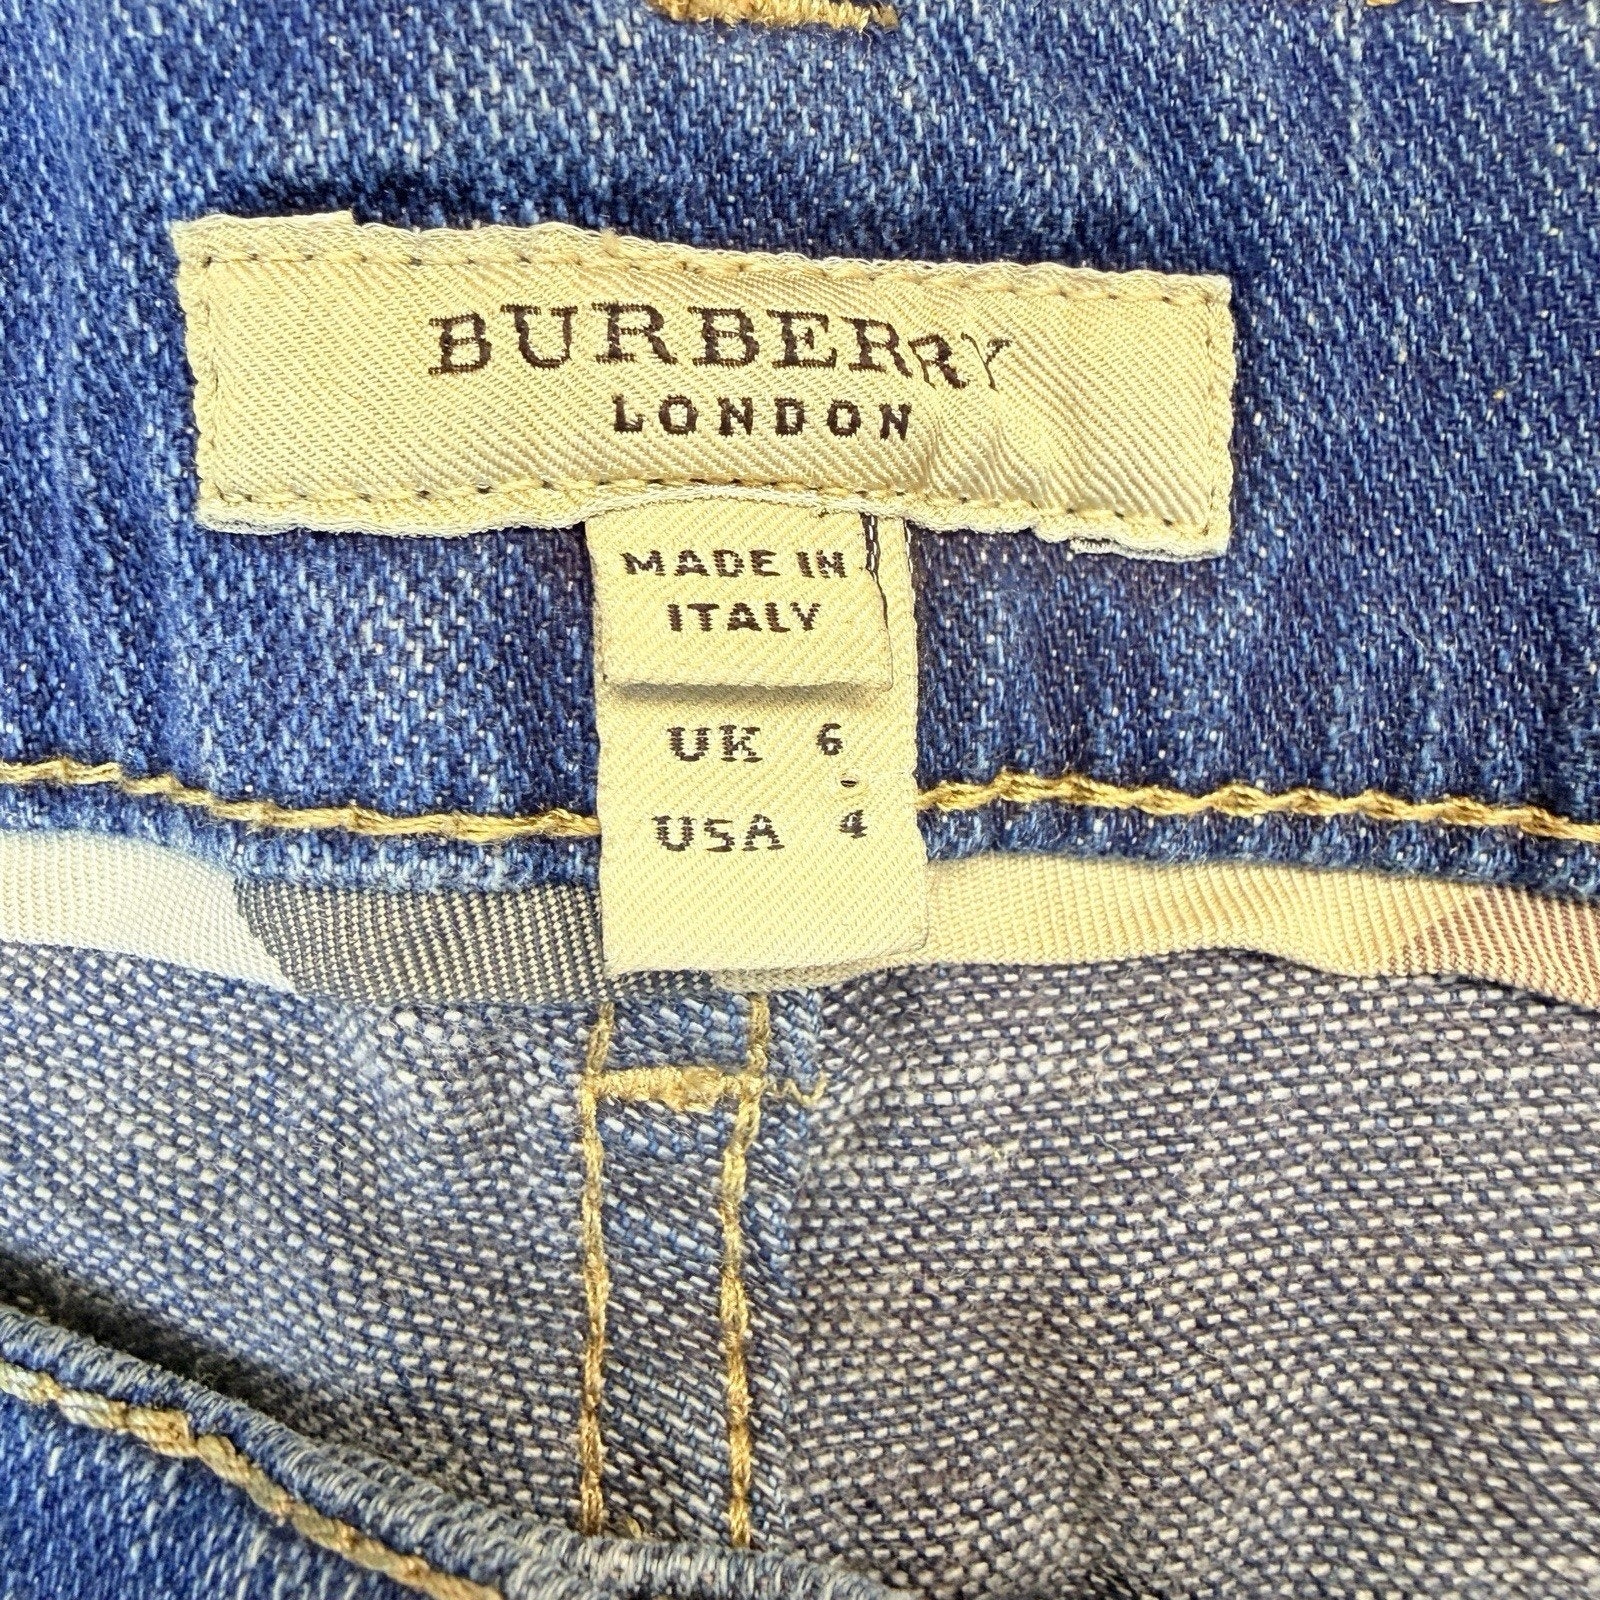 BURBERRY
LONDON
MADE IN
ITALY
UK 6
USA 4